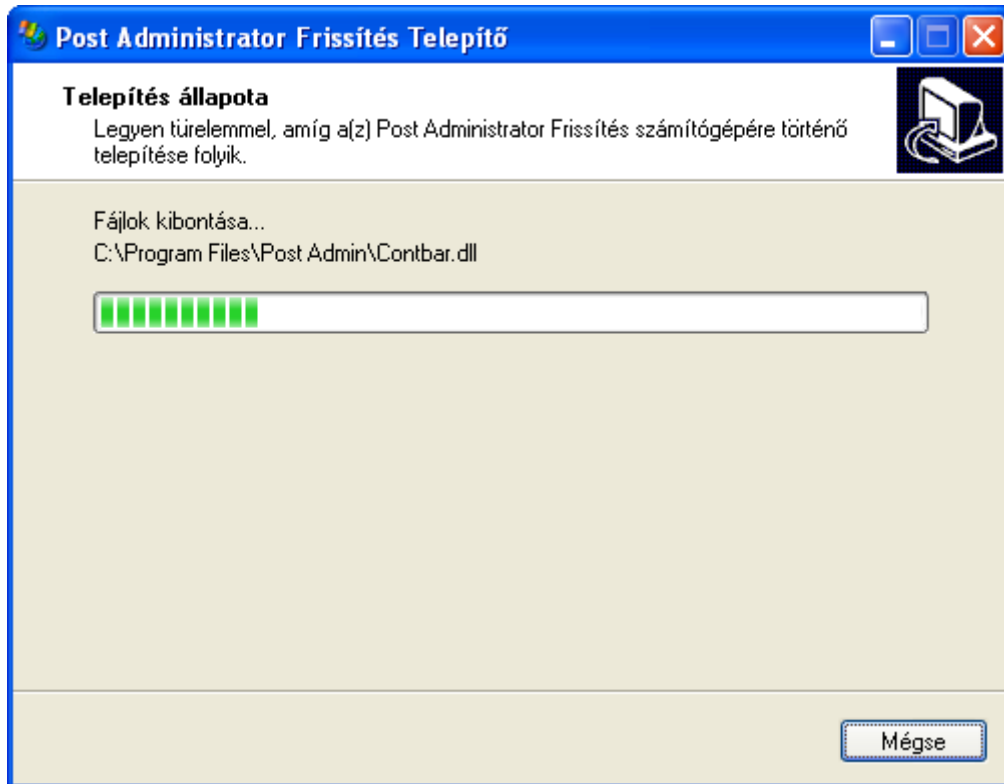 Post Administrator Frissítés Telepítő
Telepítés állapota
Legyen türelemmel, amíg a(z) Post Administrator Frissítés számítógépére történő
telepítése folyik.
Fájlok kibontása...
C:\Program Files\Post Admin\Contbar.dll
Mégse